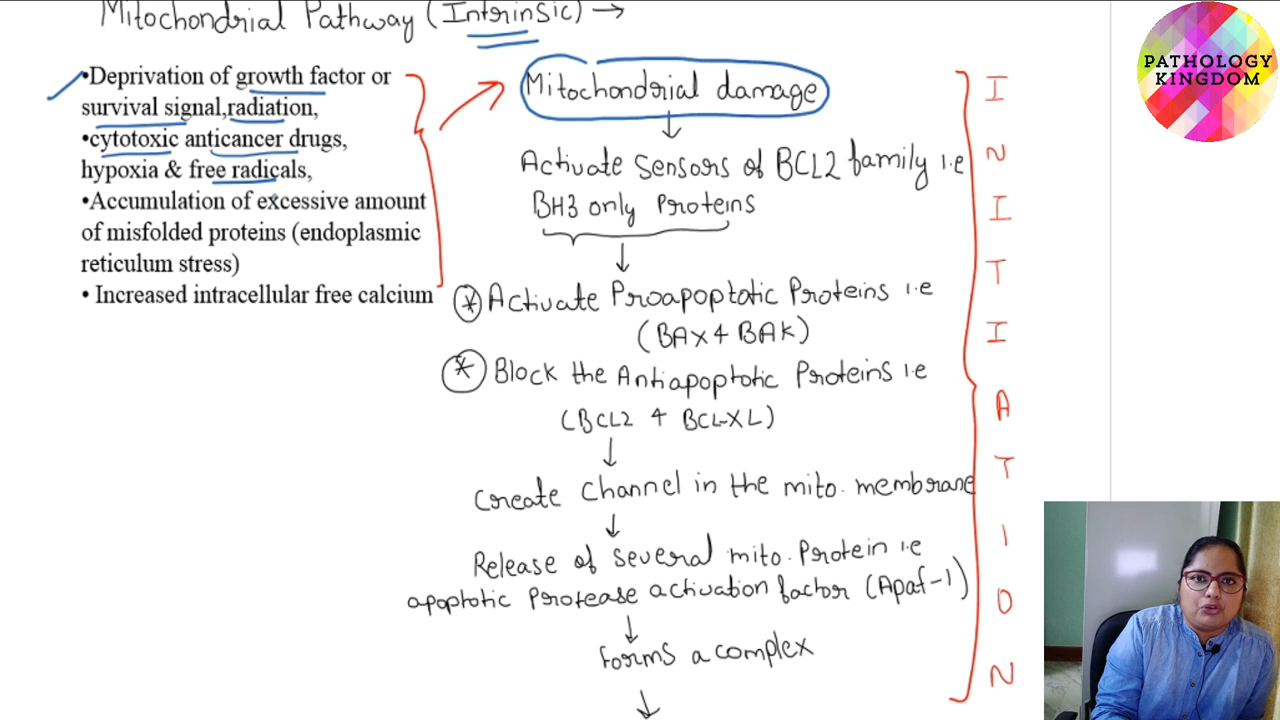 Mitochondrial Pathway (Intrinsic) →
•Deprivation of growth factor or
survival signal,radiation,
•cytotoxic anticancer drugs,
hypoxia & free radicals,
•Accumulation of excessive amount
of misfolded proteins (endoplasmic
reticulum stress)
• Increased intracellular free calcium
Mitochondrial damage
Activate Sensors of BCL2 family i.e
BH3 only Proteins
Activate Proapoptotic Proteins i.e
(BAX & BAK)
Block the Antiapoptotic Proteins i.e
(BCL2 & BCL-XL)
Create Channel in the mito. membrane
Release of several mito. Protein i.e
apoptotic Protease activation factor (Apaf-1)
Forms a complex
I
N
I
T
I
A
T
I
O
N
PATHOLOGY
KINGDOM